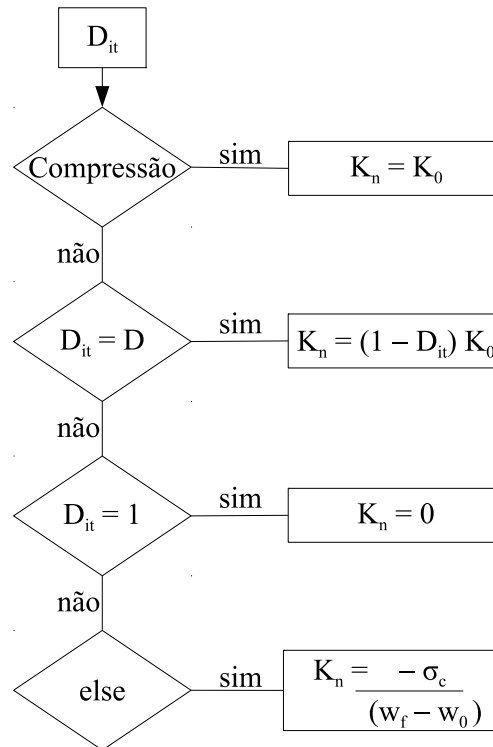 D_it
Compressão sim K_n = K_0
não
D_it = D sim K_n = (1 – D_it) K_0
não
D_it = 1 sim K_n = 0
não
else sim K_n = – σ_c
(w_f – w_0)